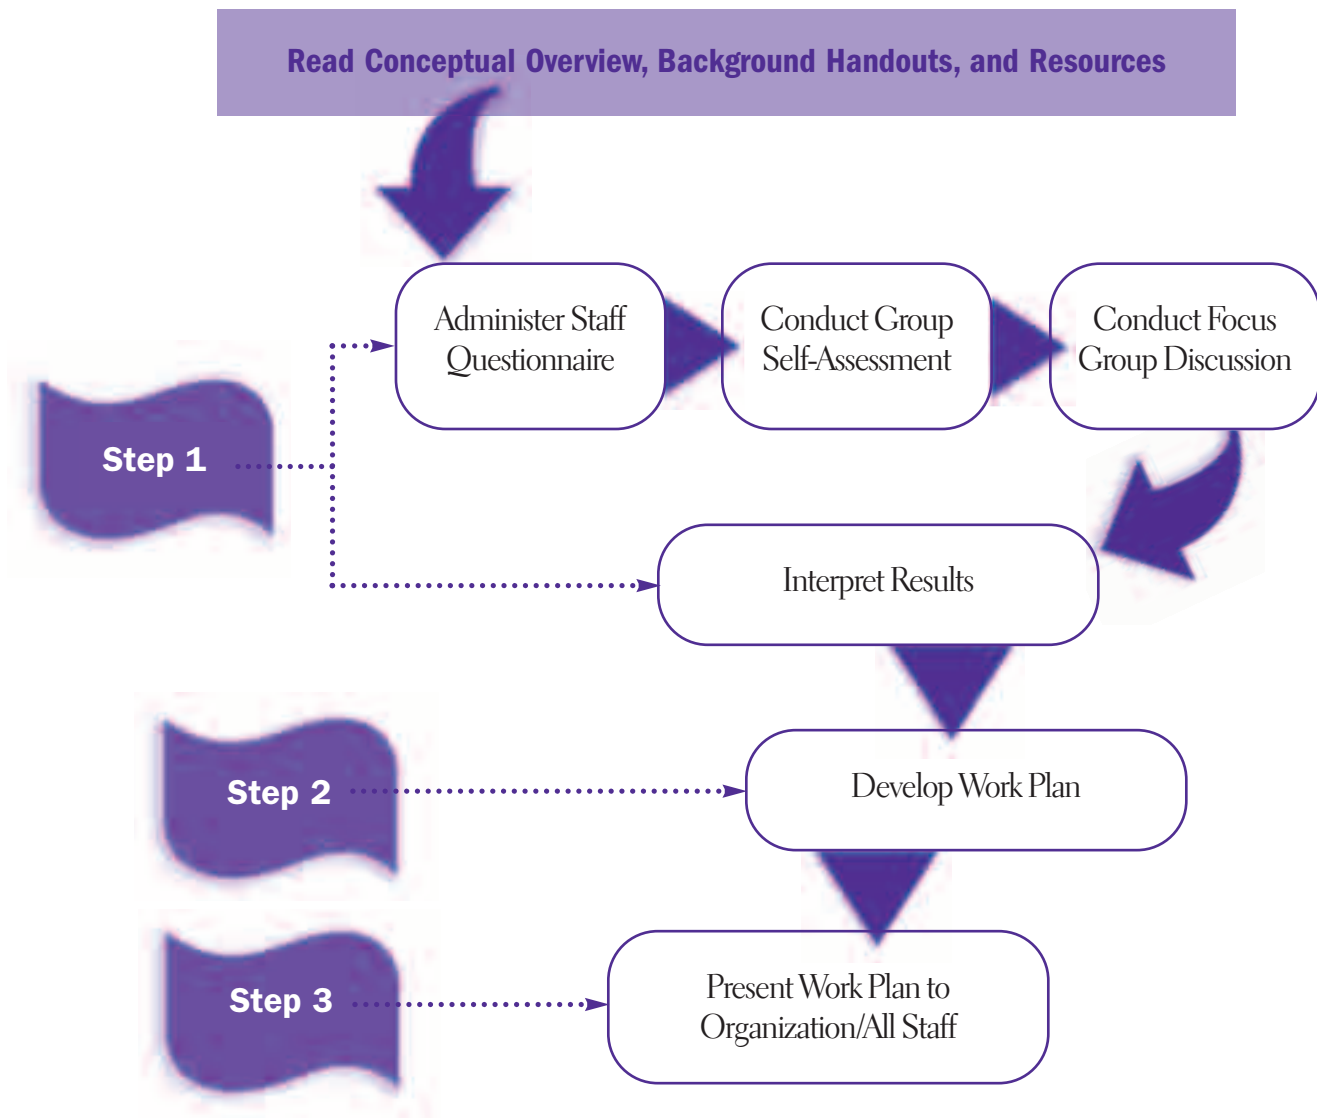 Read Conceptual Overview, Background Handouts, and Resources
Administer Staff
Questionnaire
Conduct Group
Self-Assessment
Conduct Focus
Group Discussion
Step 1
Interpret Results
Step 2
Develop Work Plan
Step 3
Present Work Plan to
Organization/All Staff